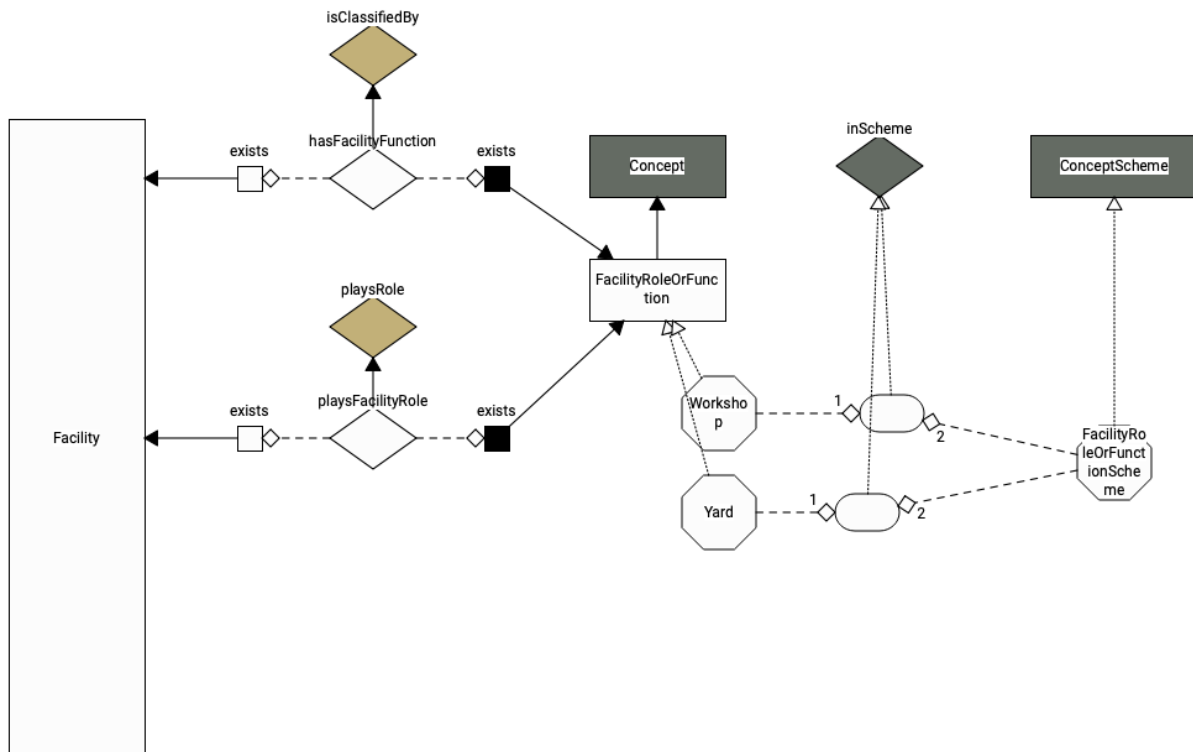 isClassifiedBy
hasFacilityFunction
exists
exists
Concept
inScheme
ConceptScheme
FacilityRoleOrFunc
tion
playsRole
playsFacilityRole
exists
exists
Facility
Worksho
p
1
2
FacilityRo
leOrFunct
ionSche
me
Yard
1
2